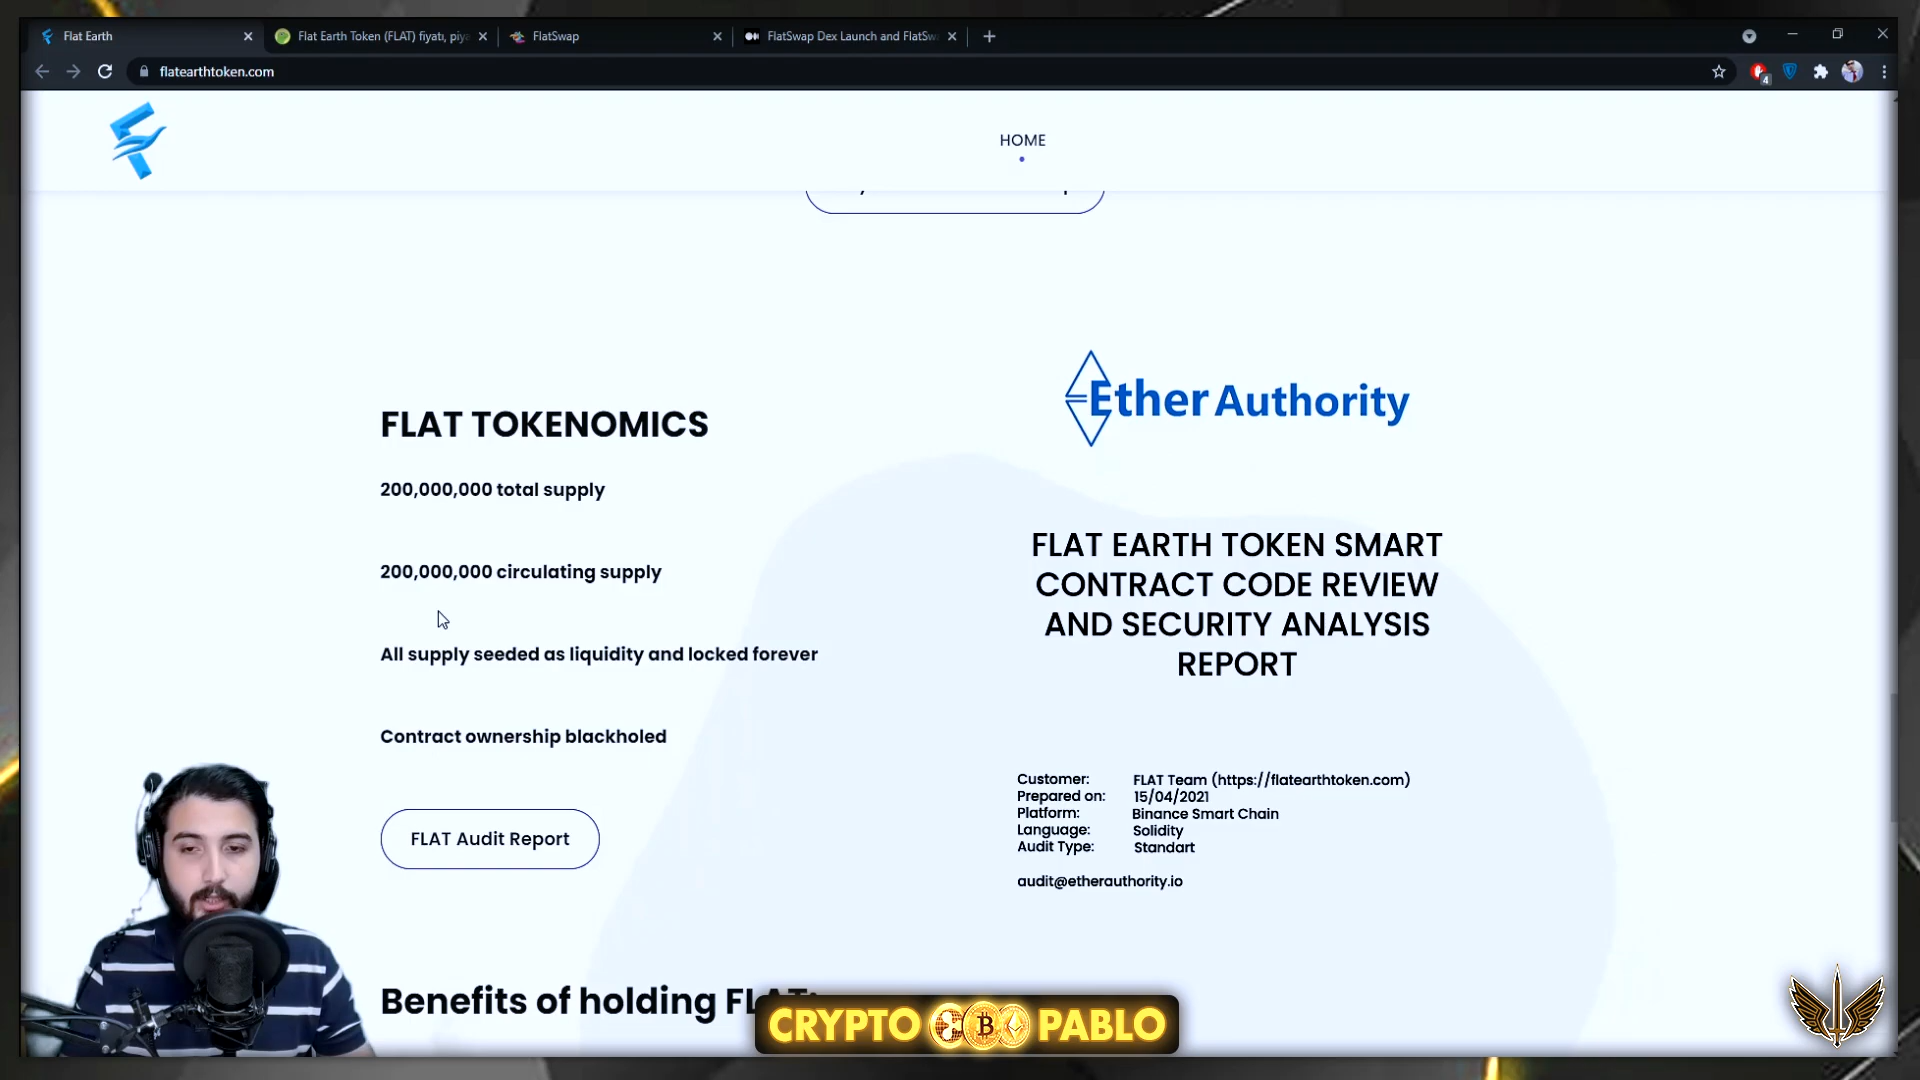 Flat Earth
Flat Earth Token (FLAT) fiyatı, piya
FlatSwap
FlatSwap Dex Launch and FlatSw
flatearthtoken.com
4
HOME
FLAT TOKENOMICS
200,000,000 total supply
200,000,000 circulating supply
All supply seeded as liquidity and locked forever
Contract ownership blackholed
FLAT Audit Report
Benefits of holding FLAT:
Ether Authority
FLAT EARTH TOKEN SMART
CONTRACT CODE REVIEW
AND SECURITY ANALYSIS
REPORT
Customer: FLAT Team (https://flatearthtoken.com)
Prepared on: 15/04/2021
Platform: Binance Smart Chain
Language: Solidity
Audit Type: Standart
audit@etherauthority.io
CRYPTO PABLO